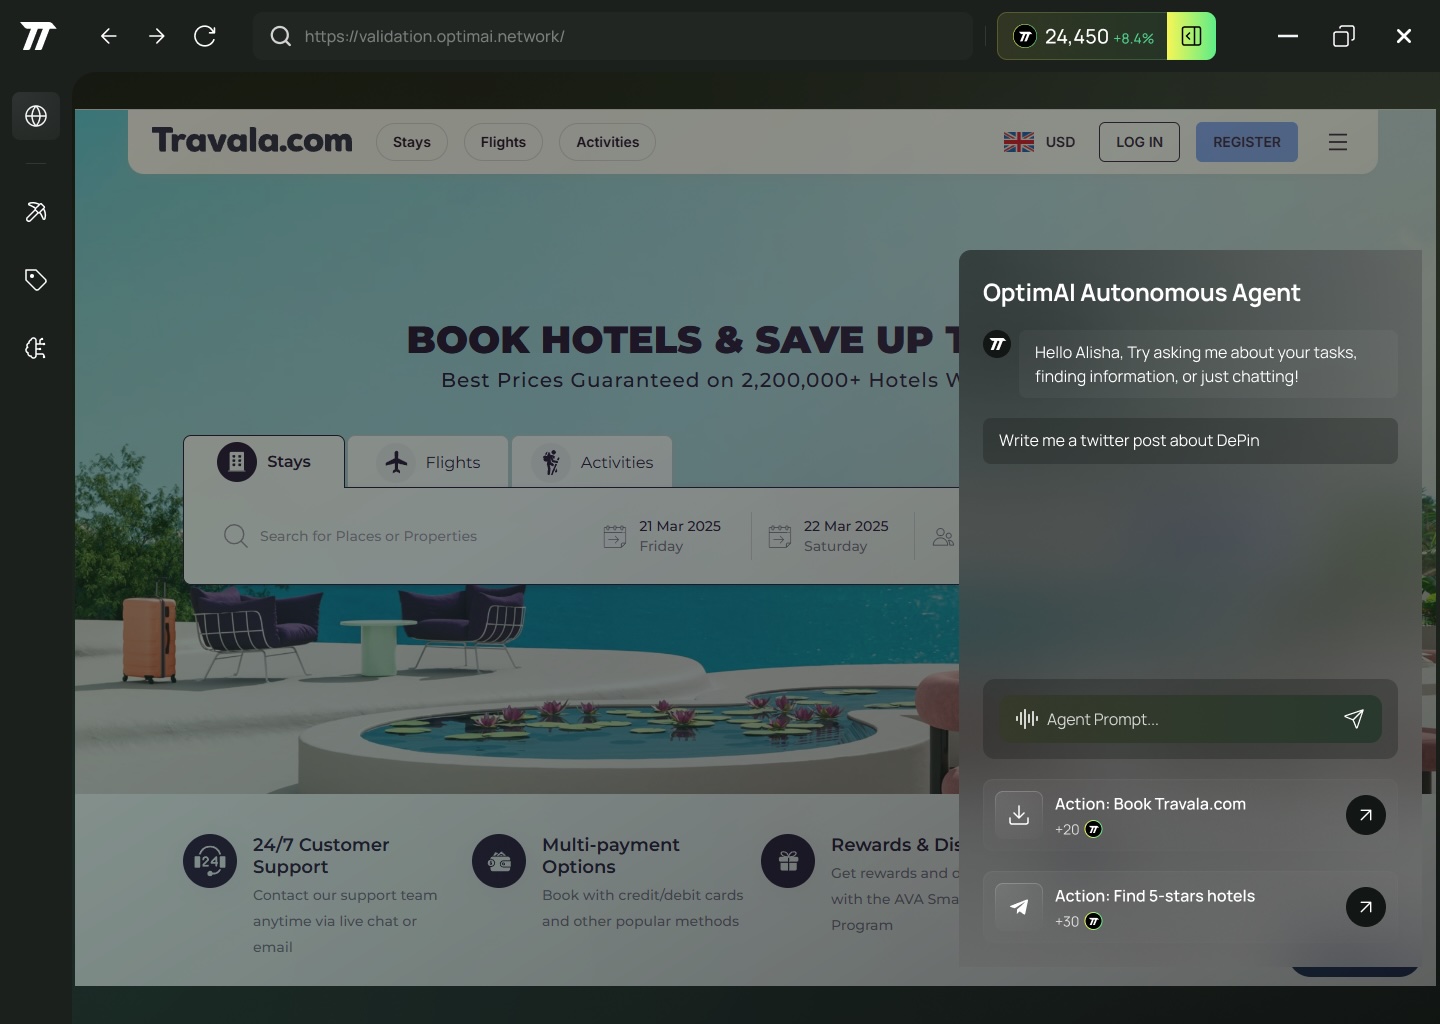 https://validation.optimai.network/
24,450 +8.4%
Travala.com
Stays
Flights
Activities
USD
LOG IN
REGISTER
BOOK HOTELS & SAVE UP T
Best Prices Guaranteed on 2,200,000+ Hotels W
Stays
Flights
Activities
Search for Places or Properties
21 Mar 2025
Friday
22 Mar 2025
Saturday
24
24/7 Customer
Support
Contact our support team
anytime via live chat or
email
Multi-payment
Options
Book with credit/debit cards
and other popular methods
Rewards & Dis
Get rewards and d
with the AVA Sma
Program
OptimAI Autonomous Agent
Hello Alisha, Try asking me about your tasks,
finding information, or just chatting!
Write me a twitter post about DePin
Agent Prompt...
Action: Book Travala.com
+20
Action: Find 5-stars hotels
+30